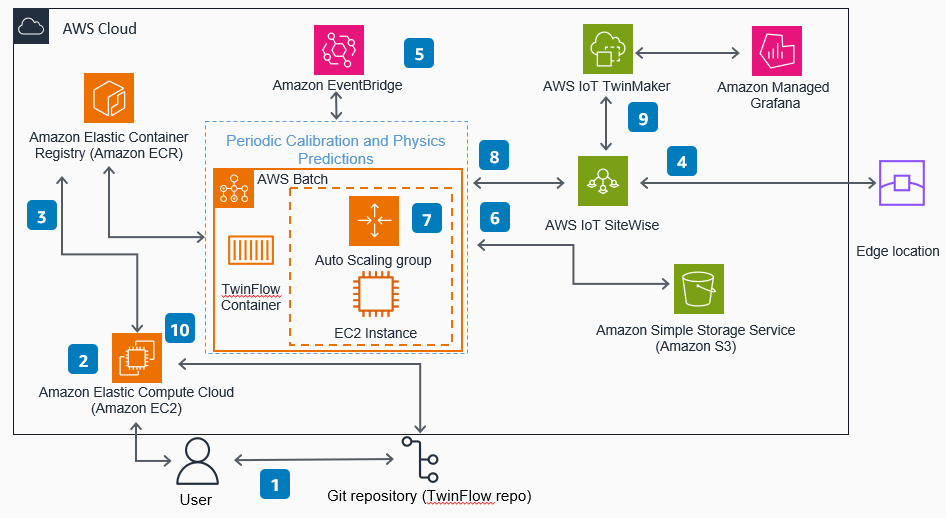 AWS Cloud
5
Amazon EventBridge
AWS IoT TwinMaker
Amazon Managed
Grafana
9
Amazon Elastic Container
Registry (Amazon ECR)
Periodic Calibration and Physics
Predictions
AWS Batch
8
4
3
7
6
AWS IoT SiteWise
Edge location
Auto Scaling group
TwinFlow
Container
EC2 Instance
Amazon Simple Storage Service
(Amazon S3)
10
2
Amazon Elastic Compute Cloud
(Amazon EC2)
1
User
Git repository (TwinFlow repo)